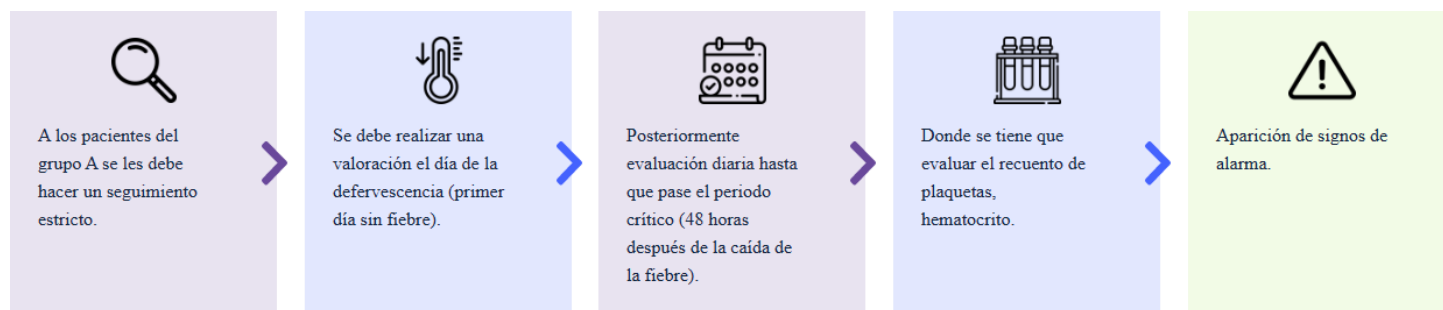 A los pacientes del
grupo A se les debe
hacer un seguimiento
estricto.
Se debe realizar una
valoración el día de la
defervescencia (primer
día sin fiebre).
Posteriormente
evaluación diaria hasta
que pase el periodo
crítico (48 horas
después de la caída de
la fiebre).
Donde se tiene que
evaluar el recuento de
plaquetas,
hematocrito.
Aparición de signos de
alarma.